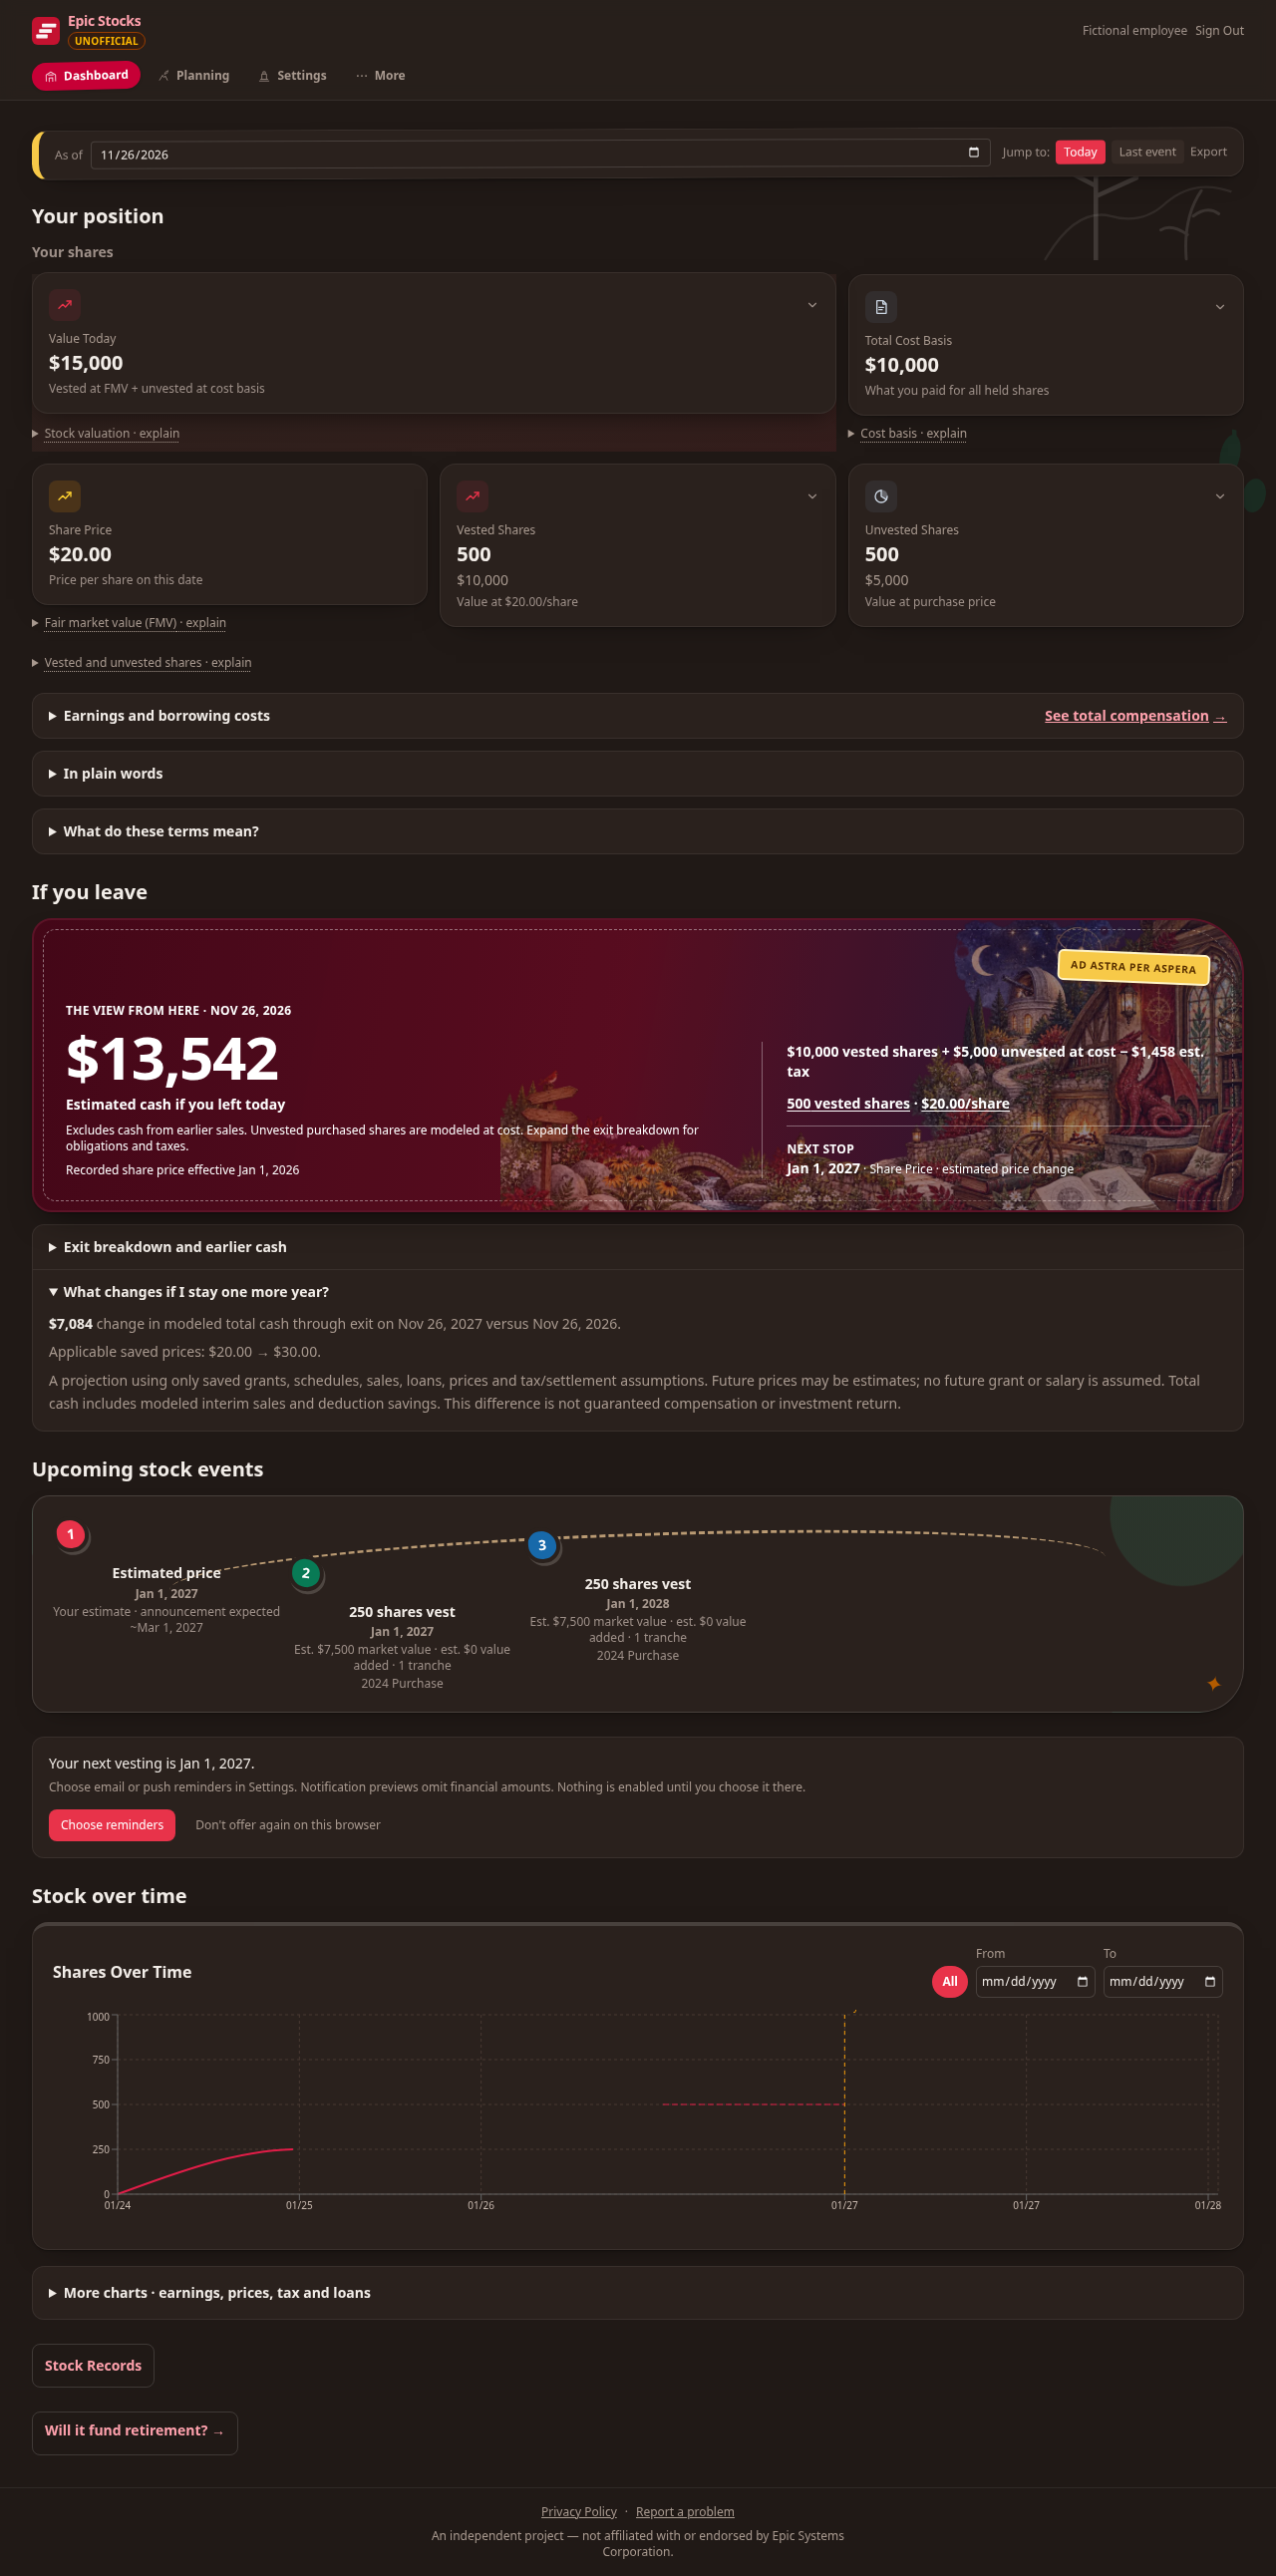 Epic Stocks
UNOFFICIAL
Fictional employee Sign Out
Dashboard Planning Settings ··· More
As of 11/26/2026 Jump to: Today Last event Export
Your position
Your shares
Value Today
$15,000
Vested at FMV + unvested at cost basis
Stock valuation · explain
Total Cost Basis
$10,000
What you paid for all held shares
Cost basis · explain
Share Price
$20.00
Price per share on this date
Fair market value (FMV) · explain
Vested Shares
500
$10,000
Value at $20.00/share
Unvested Shares
500
$5,000
Value at purchase price
Vested and unvested shares · explain
Earnings and borrowing costs See total compensation →
In plain words
What do these terms mean?
If you leave
AD ASTRA PER ASPERA
THE VIEW FROM HERE · NOV 26, 2026
$13,542
Estimated cash if you left today
Excludes cash from earlier sales. Unvested purchased shares are modeled at cost. Expand the exit breakdown for
obligations and taxes.
Recorded share price effective Jan 1, 2026
$10,000 vested shares + $5,000 unvested at cost − $1,458 est.
tax
500 vested shares · $20.00/share
NEXT STOP
Jan 1, 2027 · Share Price · estimated price change
Exit breakdown and earlier cash
What changes if I stay one more year?
$7,084 change in modeled total cash through exit on Nov 26, 2027 versus Nov 26, 2026.
Applicable saved prices: $20.00 → $30.00.
A projection using only saved grants, schedules, sales, loans, prices and tax/settlement assumptions. Future prices may be estimates; no future grant or salary is assumed. Total
cash includes modeled interim sales and deduction savings. This difference is not guaranteed compensation or investment return.
Upcoming stock events
1
Estimated price
Jan 1, 2027
Your estimate · announcement expected
~Mar 1, 2027
2
250 shares vest
Jan 1, 2027
Est. $7,500 market value · est. $0 value
added · 1 tranche
2024 Purchase
3
250 shares vest
Jan 1, 2028
Est. $7,500 market value · est. $0 value
added · 1 tranche
2024 Purchase
Your next vesting is Jan 1, 2027.
Choose email or push reminders in Settings. Notification previews omit financial amounts. Nothing is enabled until you choose it there.
Choose reminders Don't offer again on this browser
Stock over time
Shares Over Time
All
From
mm/dd/yyyy
To
mm/dd/yyyy
1000
750
500
250
0
01/24 01/25 01/26 01/27 01/27 01/28
More charts · earnings, prices, tax and loans
Stock Records
Will it fund retirement? →
Privacy Policy · Report a problem
An independent project — not affiliated with or endorsed by Epic Systems
Corporation.